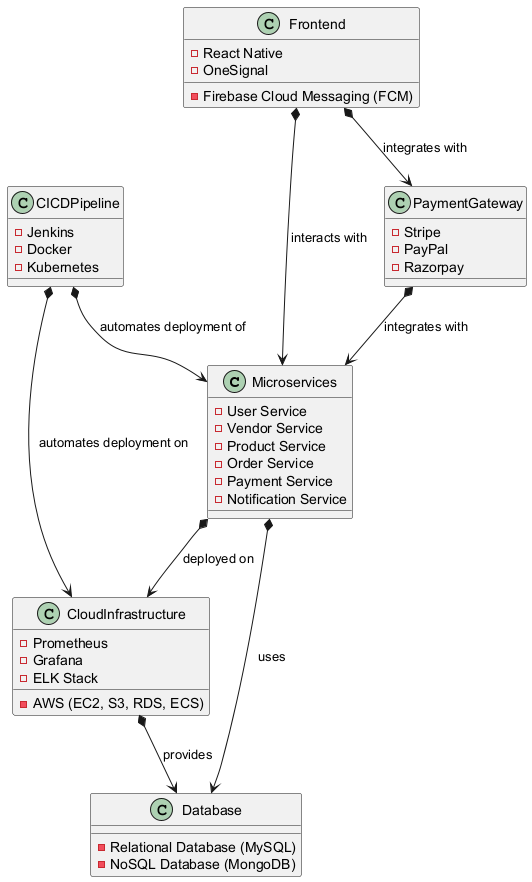 C Frontend
React Native
OneSignal
Firebase Cloud Messaging (FCM)
integrates with
C CICDPipeline
Jenkins
Docker
Kubernetes
interacts with
C PaymentGateway
Stripe
PayPal
Razorpay
automates deployment of
integrates with
C Microservices
User Service
Vendor Service
Product Service
Order Service
Payment Service
Notification Service
automates deployment on
deployed on
C CloudInfrastructure
Prometheus
Grafana
ELK Stack
AWS (EC2, S3, RDS, ECS)
uses
provides
C Database
Relational Database (MySQL)
NoSQL Database (MongoDB)